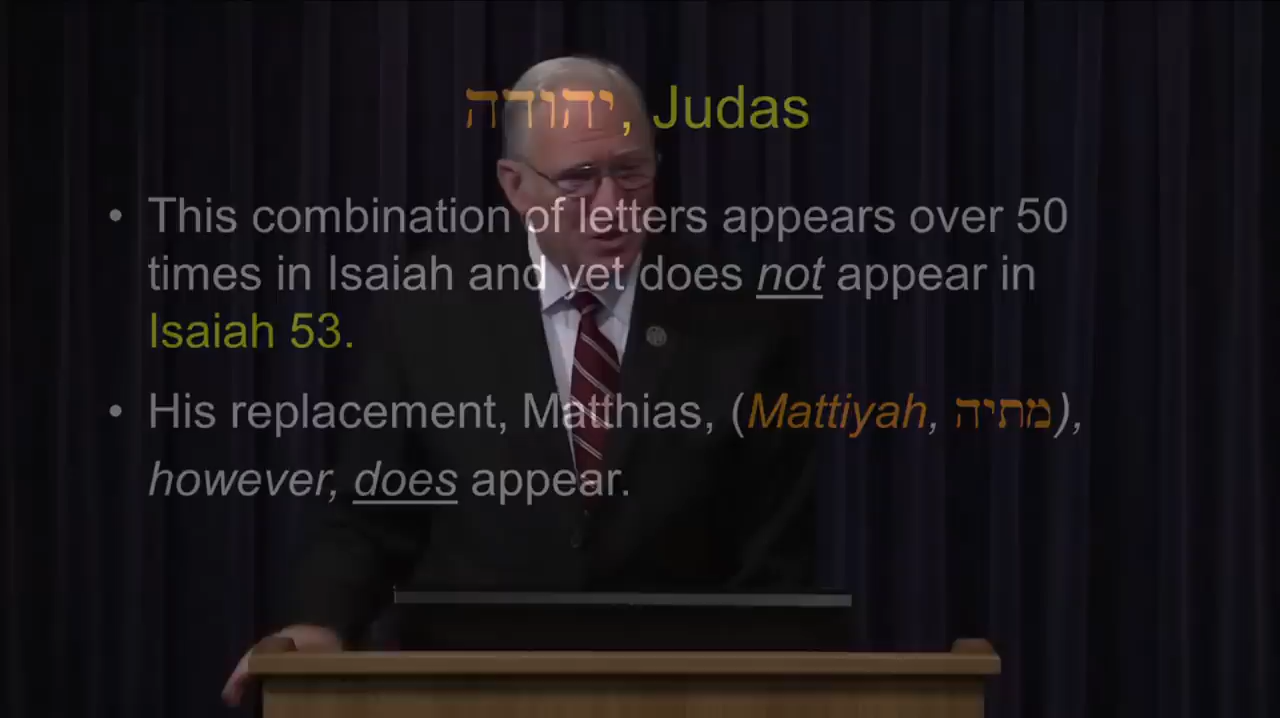 יהודה, Judas
• This combination of letters appears over 50
times in Isaiah and yet does not appear in
Isaiah 53.
• His replacement, Matthias, (Mattiyah, מתיה),
however, does appear.